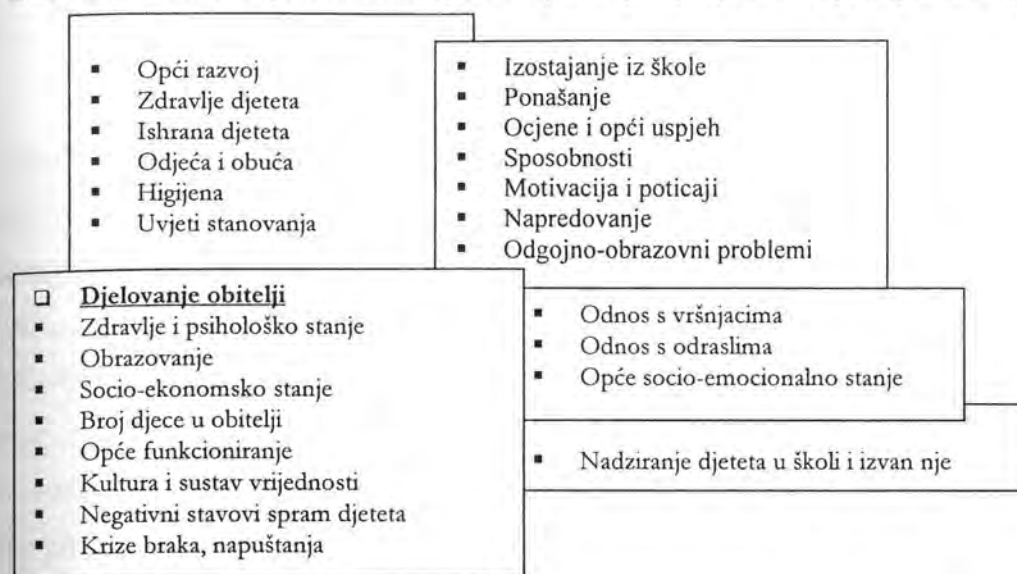 ▪ Opći razvoj
▪ Zdravlje djeteta
▪ Ishrana djeteta
▪ Odjeća i obuća
▪ Higijena
▪ Uvjeti stanovanja
▪ Izostajanje iz škole
▪ Ponašanje
▪ Ocjene i opći uspjeh
▪ Sposobnosti
▪ Motivacija i poticaji
▪ Napredovanje
▪ Odgojno-obrazovni problemi
❑ Djelovanje obitelji
▪ Zdravlje i psihološko stanje
▪ Obrazovanje
▪ Socio-ekonomsko stanje
▪ Broj djece u obitelji
▪ Opće funkcioniranje
▪ Kultura i sustav vrijednosti
▪ Negativni stavovi spram djeteta
▪ Krize braka, napuštanja
▪ Odnos s vršnjacima
▪ Odnos s odraslima
▪ Opće socio-emocionalno stanje
▪ Nadziranje djeteta u školi i izvan nje